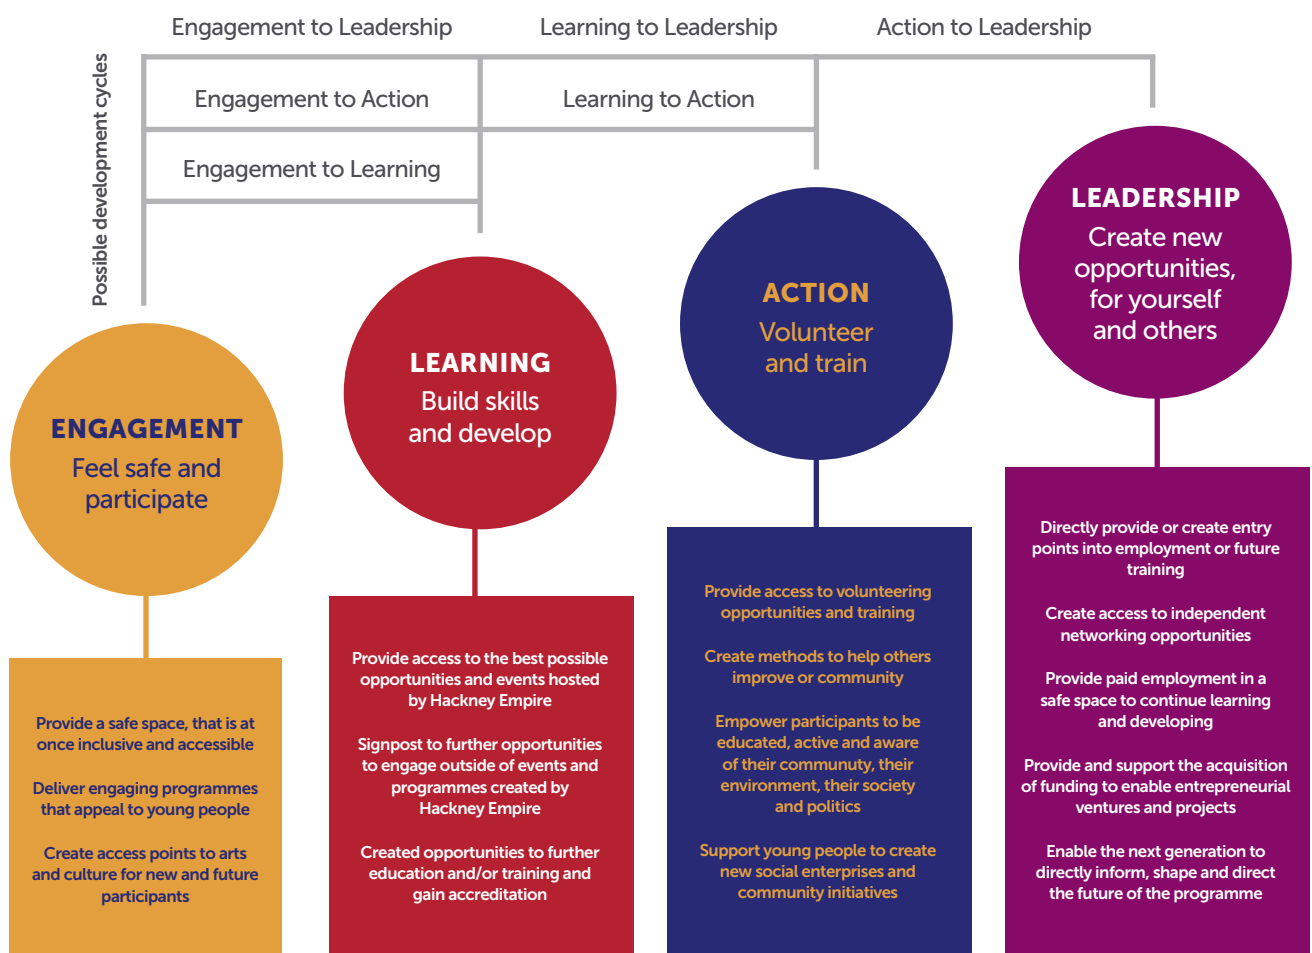 Engagement to Leadership
Learning to Leadership
Action to Leadership
Possible development cycles
Engagement to Action
Learning to Action
Engagement to Learning
ENGAGEMENT
Feel safe and
participate
Provide a safe space, that is at
once inclusive and accessible
Deliver engaging programmes
that appeal to young people
Create access points to arts
and culture for new and future
participants
LEARNING
Build skills
and develop
Provide access to the best possible
opportunities and events hosted
by Hackney Empire
Signpost to further opportunities
to engage outside of events and
programmes created by
Hackney Empire
Created opportunities to further
education and/or training and
gain accreditation
ACTION
Volunteer
and train
Provide access to volunteering
opportunities and training
Create methods to help others
improve or community
Empower participants to be
educated, active and aware
of their communuty, their
environment, their society
and politics
Support young people to create
new social enterprises and
community initiatives
LEADERSHIP
Create new
opportunities,
for yourself
and others
Directly provide or create entry
points into employment or future
training
Create access to independent
networking opportunities
Provide paid employment in a
safe space to continue learning
and developing
Provide and support the acquisition
of funding to enable entrepreneurial
ventures and projects
Enable the next generation to
directly inform, shape and direct
the future of the programme